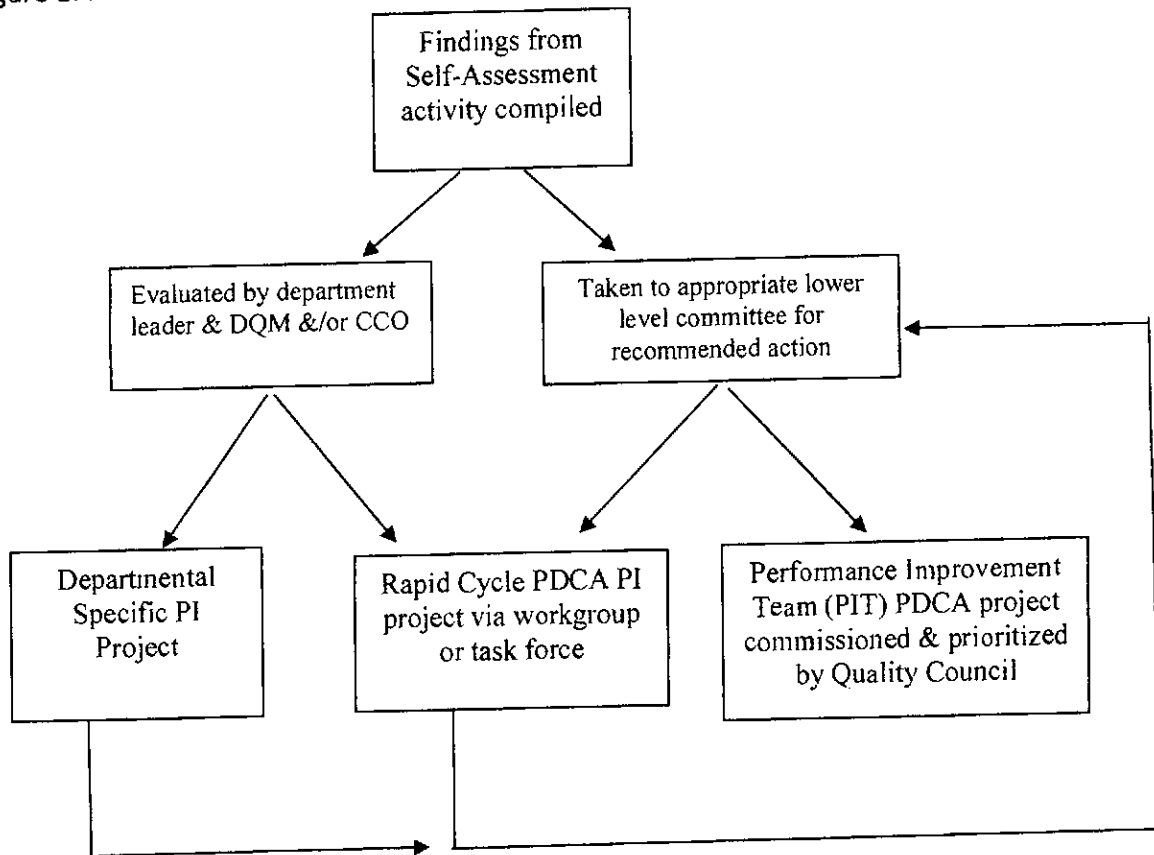 Findings from
Self-Assessment
activity compiled
Evaluated by department
leader & DQM &/or CCO
Taken to appropriate lower
level committee for
recommended action
Departmental
Specific PI
Project
Rapid Cycle PDCA PI
project via workgroup
or task force
Performance Improvement
Team (PIT) PDCA project
commissioned & prioritized
by Quality Council